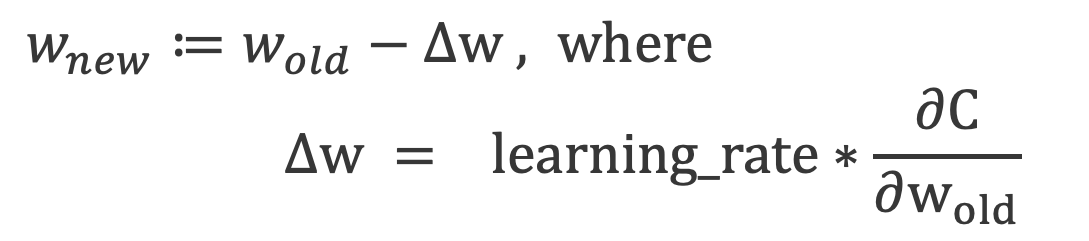 w_new := w_old − Δw , where
Δw = learning_rate * ∂C/∂w_old